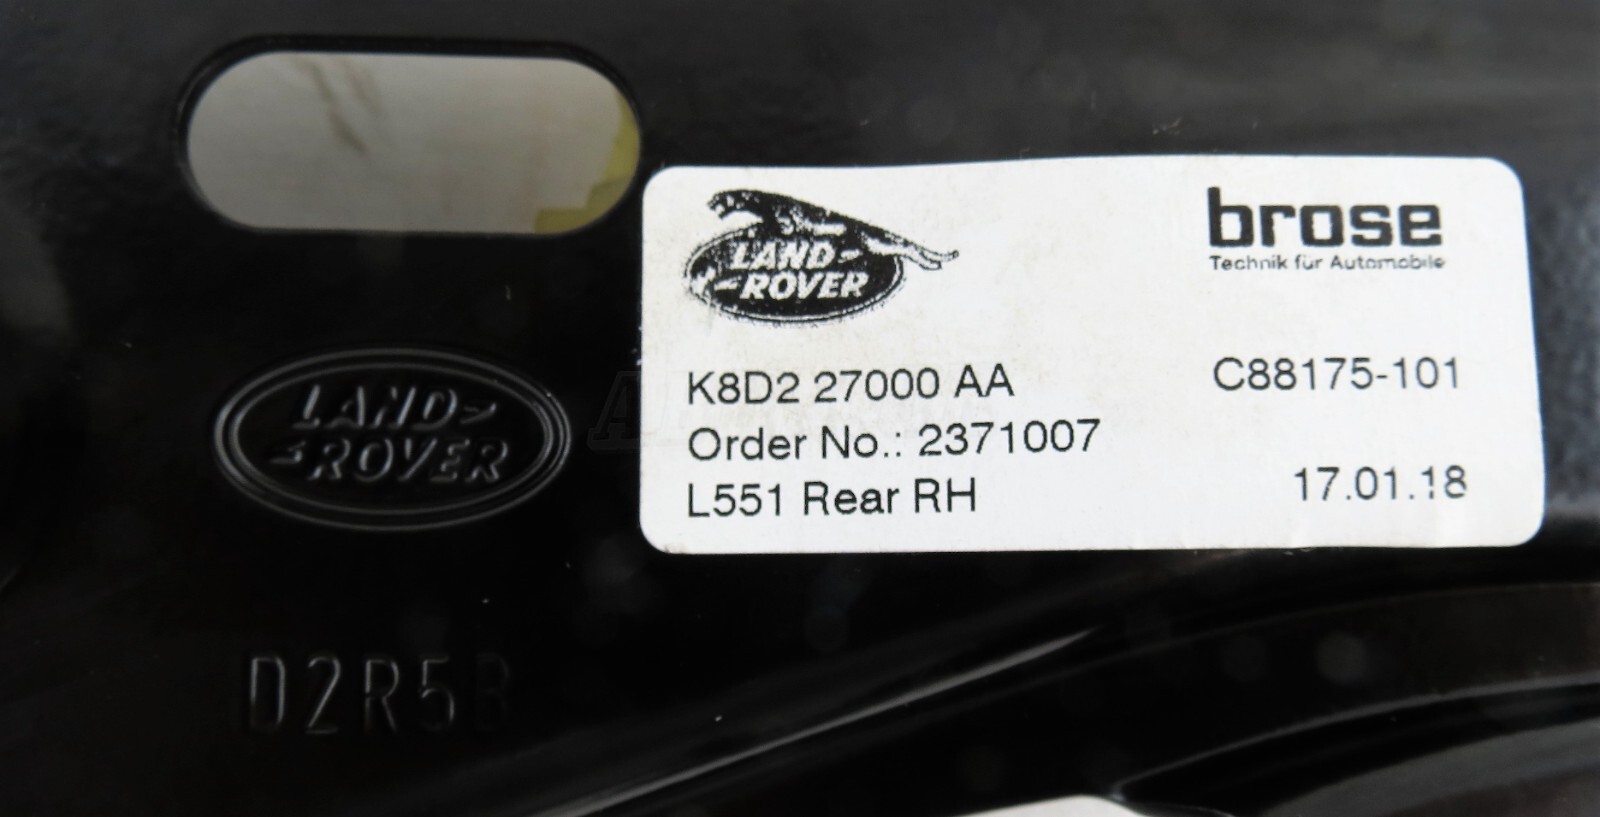 LAND-
-ROVER
brose
Technik für Automobile
K8D2 27000 AA
C88175-101
Order No.: 2371007
L551 Rear RH
17.01.18
LAND-
-ROVER
D2R5B